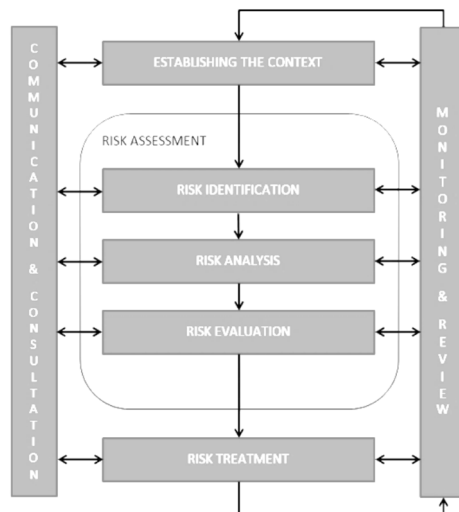 COMMUNICATION & CONSULTATION
ESTABLISHING THE CONTEXT
RISK ASSESSMENT
RISK IDENTIFICATION
RISK ANALYSIS
RISK EVALUATION
RISK TREATMENT
MONITORING & REVIEW